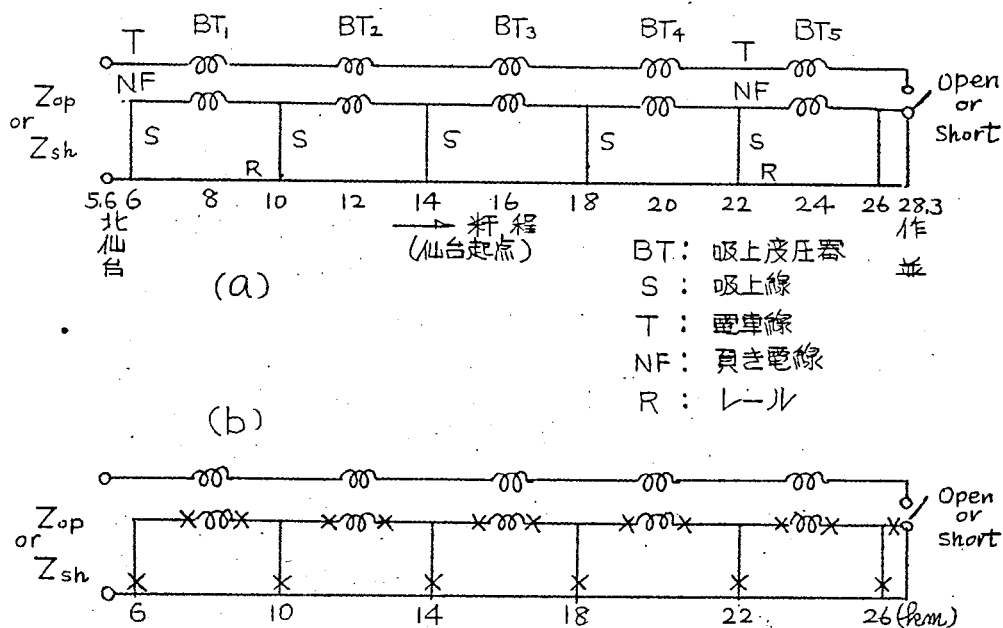 T BT1 BT2 BT3 BT4 T BT5
NF NF Open
or
short
Zop
or
Zsh
S S S S S
R R
5.6 6 8 10 12 14 16 18 20 22 24 26 28.3
北仙台 → 粁程 作並
(仙台起点)
(a)
BT: 吸上変圧器
S : 吸上線
T : 電車線
NF: 負き電線
R : レール
(b)
Zop
or
Zsh
Open
or
short
6 10 14 18 22 26(km)